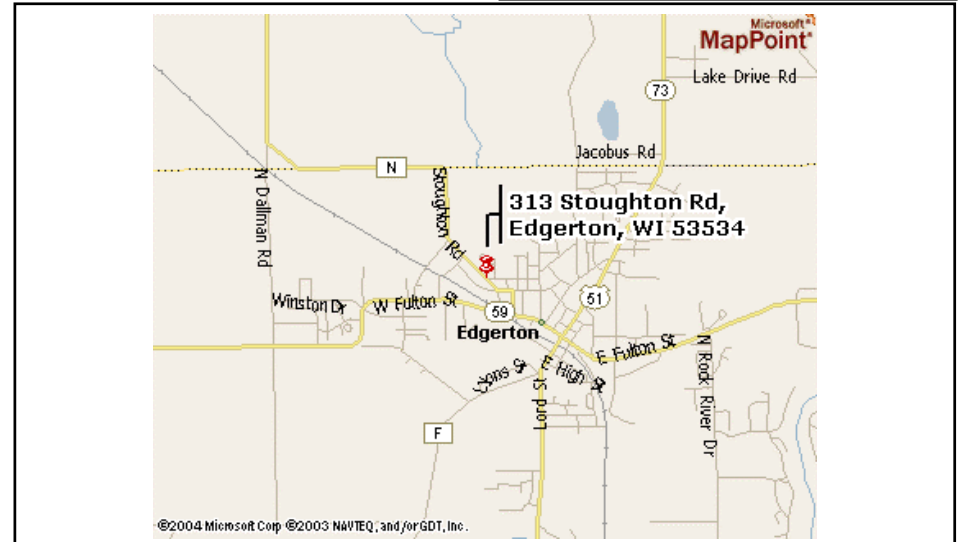 Microsoft®
MapPoint®
Lake Drive Rd
73
Jacobus Rd
N
Stoughton Rd
N Dallman Rd
313 Stoughton Rd,
Edgerton, WI 53534
Winston Dr
W Fulton St
59
51
Edgerton
E Fulton St
N Rock River Dr
Lyons St
E High St
Lord St
F
©2004 Microsoft Corp ©2003 NAVTEQ, and/or GDT, Inc.